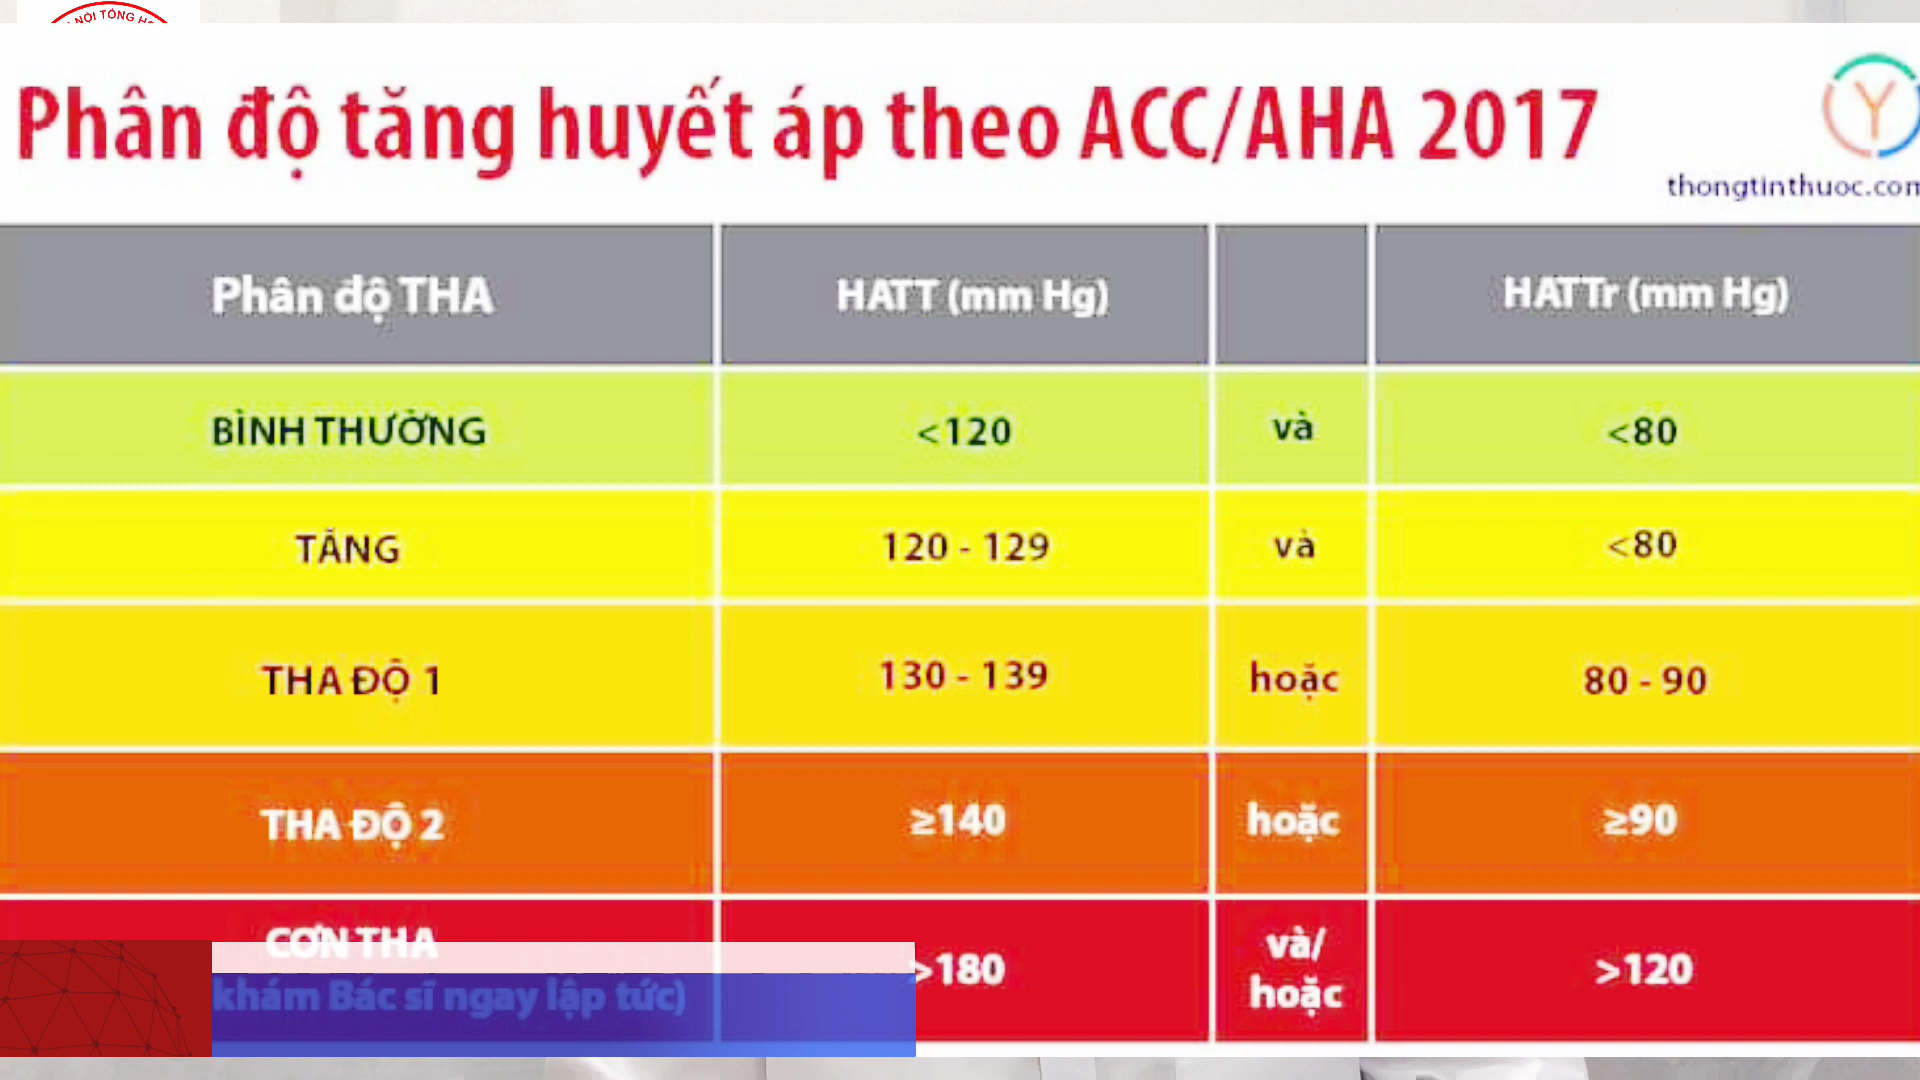 NỘI TỔNG
Phân độ tăng huyết áp theo ACC/AHA 2017
thongtinthuoc.com
Phân độ THA HATT (mm Hg) HATTr (mm Hg)
BÌNH THƯỜNG <120 và <80
TĂNG 120 - 129 và <80
THA ĐỘ 1 130 - 139 hoặc 80 - 90
THA ĐỘ 2 ≥140 hoặc ≥90
CƠN THA >180 và/ >120
khám Bác sĩ ngay lập tức) hoặc